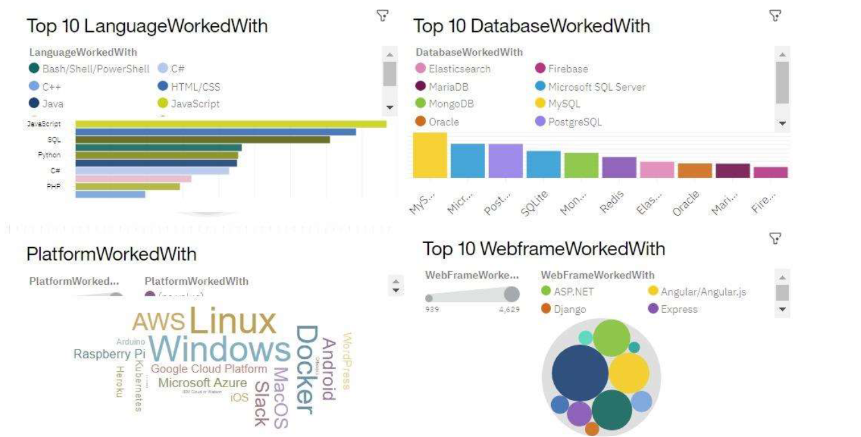 Top 10 LanguageWorkedWith
LanguageWorkedWith
Bash/Shell/PowerShell
C#
C++
HTML/CSS
Java
JavaScript
JavaScript
SQL
Python
C#
PHP
Top 10 DatabaseWorkedWith
DatabaseWorkedWith
Elasticsearch
Firebase
MariaDB
Microsoft SQL Server
MongoDB
MySQL
Oracle
PostgreSQL
MyS...
Micr...
Post...
SQLite
Mon...
Redis
Elas...
Oracle
Mari...
Fire...
PlatformWorkedWith
PlatformWorked...
PlatformWorkedWith
AWS
Linux
Arduino
Windows
Raspberry Pi
Google Cloud Platform
Microsoft Azure
iOS
Heroku
Kubernetes
Slack
MacOS
Docker
Android
WordPress
Top 10 WebframeWorkedWith
WebFrameWorke...
WebFrameWorkedWith
939
4,629
ASP.NET
Angular/Angular.js
Django
Express